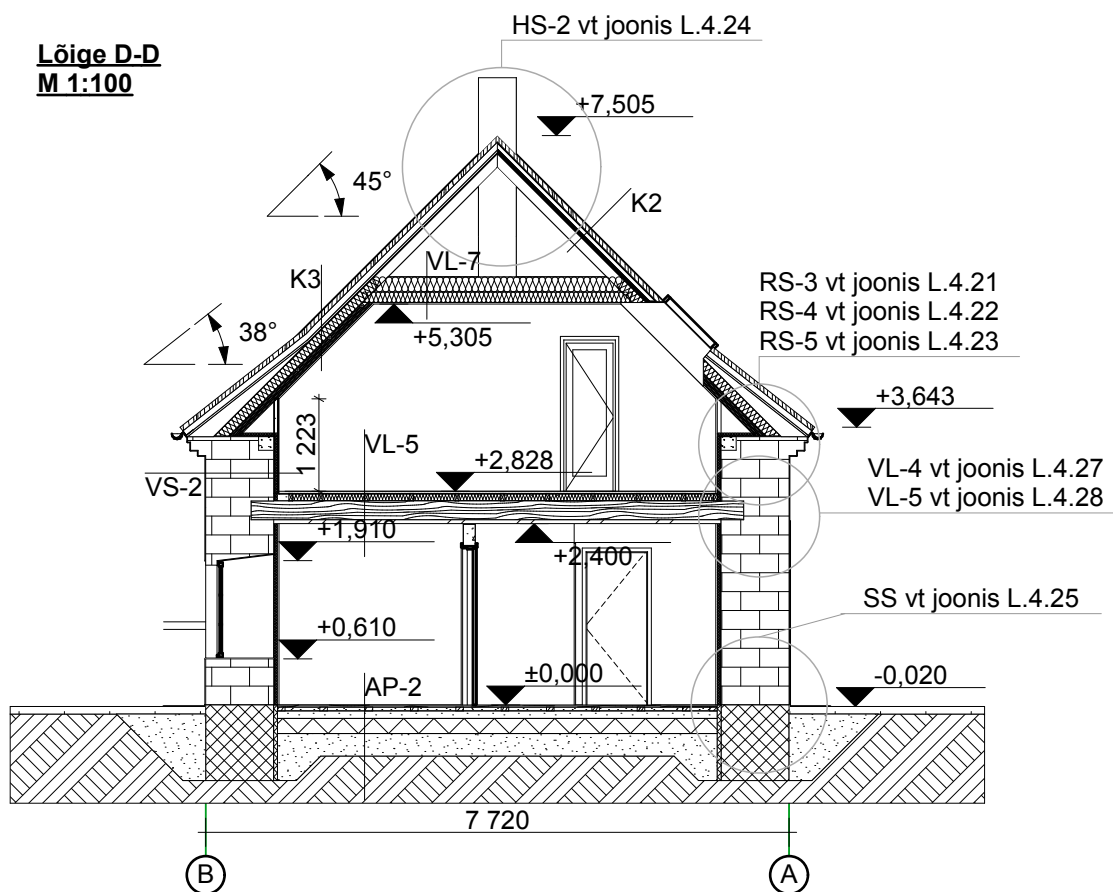 HS-2 vt joonis L.4.24
Lõige D-D
M 1:100
+7,505
45°
K2
K3
VL-7
RS-3 vt joonis L.4.21
RS-4 vt joonis L.4.22
RS-5 vt joonis L.4.23
38°
+5,305
+3,643
1 223
VL-5
+2,828
VL-4 vt joonis L.4.27
VL-5 vt joonis L.4.28
VS-2
+1,910
+2,400
SS vt joonis L.4.25
+0,610
AP-2
±0,000
-0,020
7 720
B
A